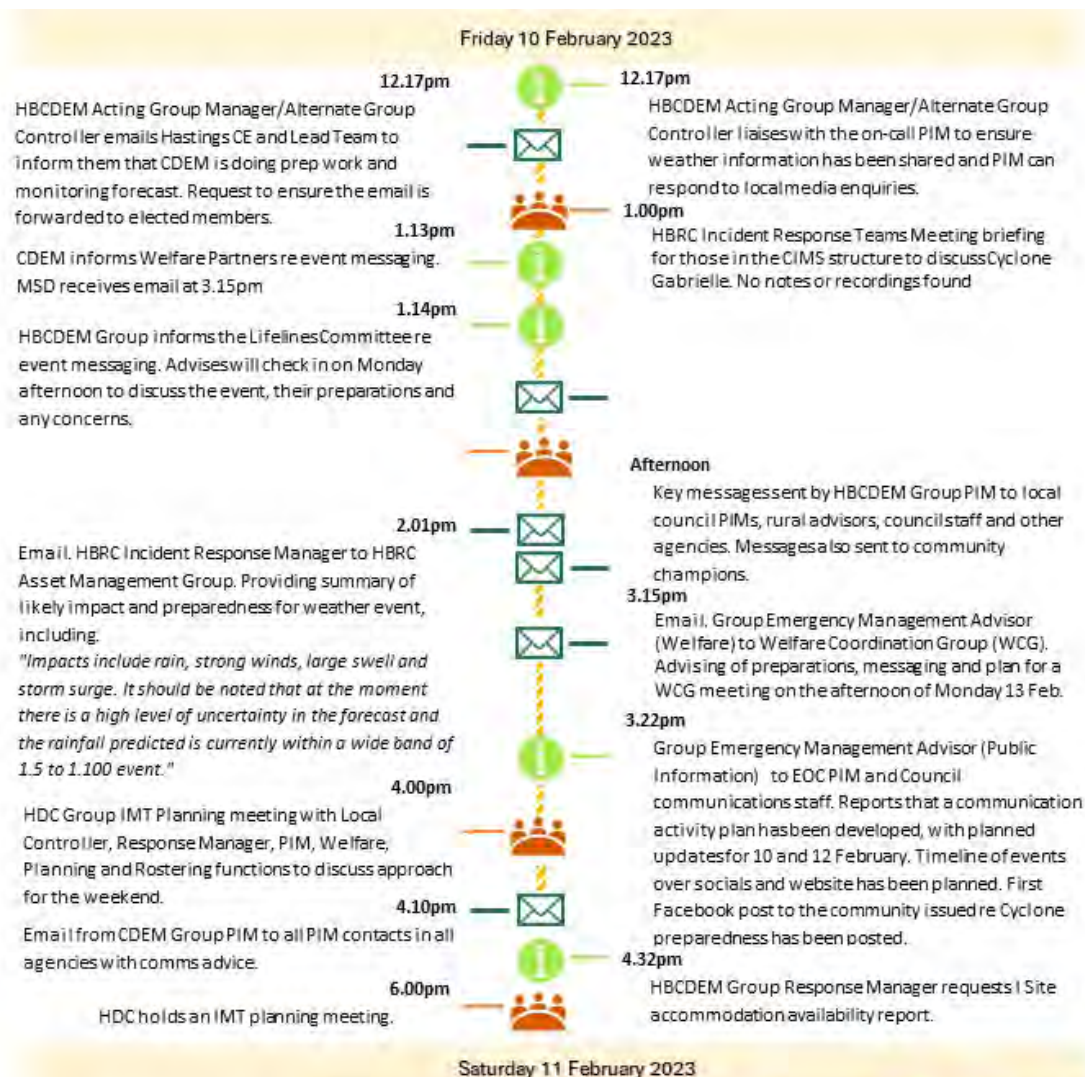 Friday 10 February 2023
12.17pm
HBCDEM Acting Group Manager/Alternate Group
Controller emails Hastings CE and Lead Team to
inform them that CDEM is doing prep work and
monitoring forecast. Request to ensure the email is
forwarded to elected members.
12.17pm
HBCDEM Acting Group Manager/Alternate Group
Controller liaises with the on-call PIM to ensure
weather information has been shared and PIM can
respond to local media enquiries.
1.00pm
HBRC Incident Response Teams Meeting briefing
for those in the CIMS structure to discuss Cyclone
Gabrielle. No notes or recordings found
1.13pm
CDEM informs Welfare Partners re event messaging.
MSD receives email at 3.15pm
1.14pm
HBCDEM Group informs the Lifelines Committee re
event messaging. Advises will check in on Monday
afternoon to discuss the event, their preparations and
any concerns.
Afternoon
Key messages sent by HBCDEM Group PIM to local
council PIMs, rural advisors, council staff and other
agencies. Messages also sent to community
champions.
2.01pm
Email. HBRC Incident Response Manager to HBRC
Asset Management Group. Providing summary of
likely impact and preparedness for weather event,
including.
"Impacts include rain, strong winds, large swell and
storm surge. It should be noted that at the moment
there is a high level of uncertainty in the forecast and
the rainfall predicted is currently within a wide band of
1.5 to 1.100 event."
3.15pm
Email. Group Emergency Management Advisor
(Welfare) to Welfare Coordination Group (WCG).
Advising of preparations, messaging and plan for a
WCG meeting on the afternoon of Monday 13 Feb.
3.22pm
Group Emergency Management Advisor (Public
Information) to EOC PIM and Council
communications staff. Reports that a communication
activity plan has been developed, with planned
updates for 10 and 12 February. Timeline of events
over socials and website has been planned. First
Facebook post to the community issued re Cyclone
preparedness has been posted.
4.00pm
HDC Group IMT Planning meeting with Local
Controller, Response Manager, PIM, Welfare,
Planning and Rostering functions to discuss approach
for the weekend.
4.10pm
Email from CDEM Group PIM to all PIM contacts in all
agencies with comms advice.
4.32pm
HBCDEM Group Response Manager requests I Site
accommodation availability report.
6.00pm
HDC holds an IMT planning meeting.
Saturday 11 February 2023